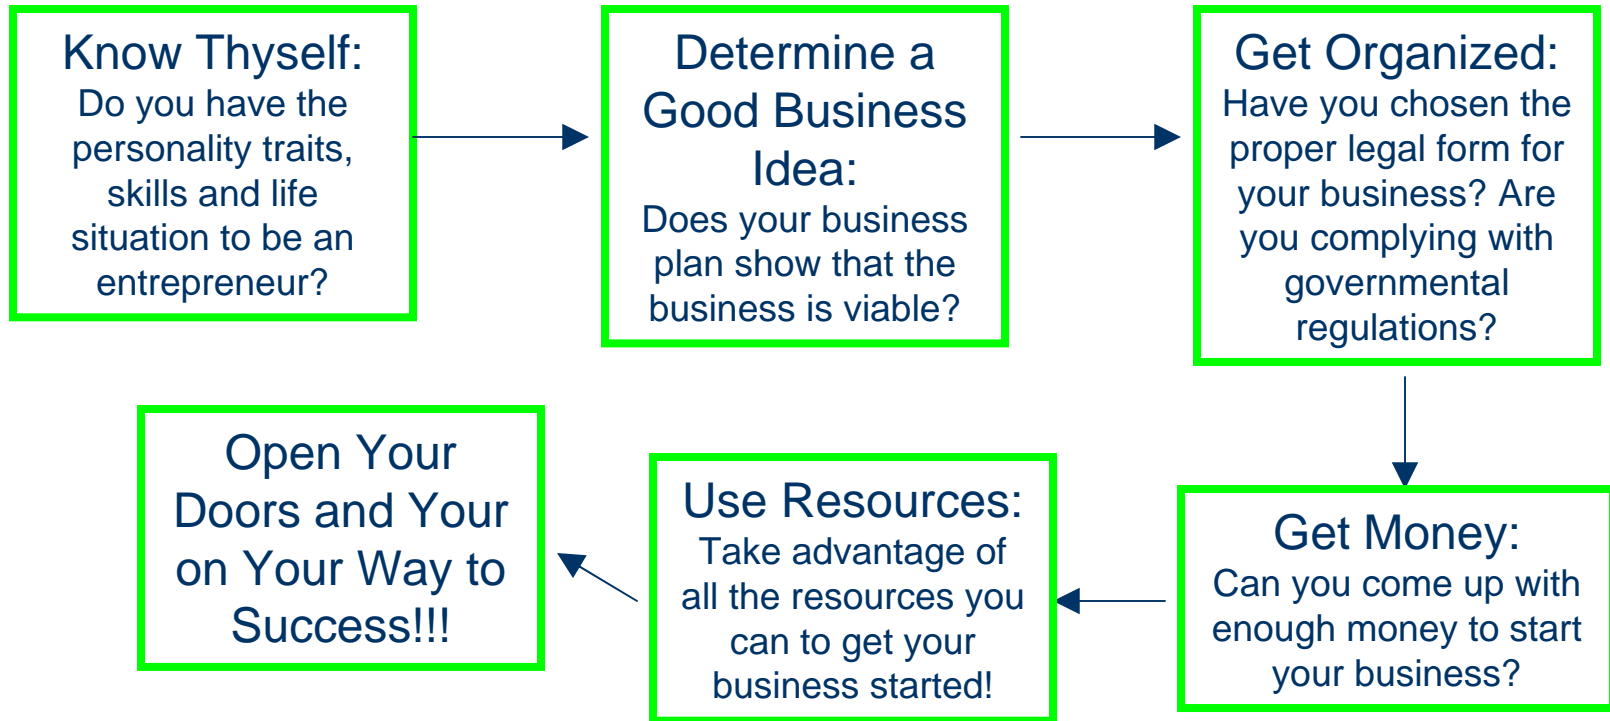 Know Thyself:
Do you have the
personality traits,
skills and life
situation to be an
entrepreneur?
Determine a
Good Business
Idea:
Does your business
plan show that the
business is viable?
Get Organized:
Have you chosen the
proper legal form for
your business? Are
you complying with
governmental
regulations?
Get Money:
Can you come up with
enough money to start
your business?
Use Resources:
Take advantage of
all the resources you
can to get your
business started!
Open Your
Doors and Your
on Your Way to
Success!!!